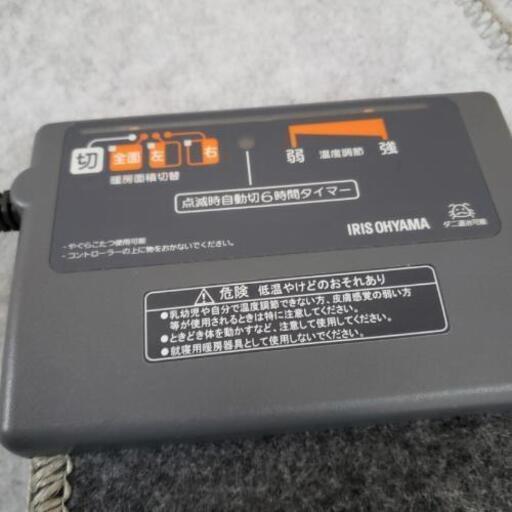 切 全面 左 右
暖房面積切替
弱 温度調節 強
点滅時自動切6時間タイマー
IRIS OHYAMA
ダニ退治可能
- やぐらこたつ使用可能
- コントローラーの上に物をおかないでください。
危険 低温やけどのおそれあり
●乳幼児や自分で温度調節できない方、皮膚感覚の弱い方
等が使用されるときは特に注意してください。
●ときどき体を動かすなど、注意して使用してください。
●就寝用暖房器具として使用しないでください。